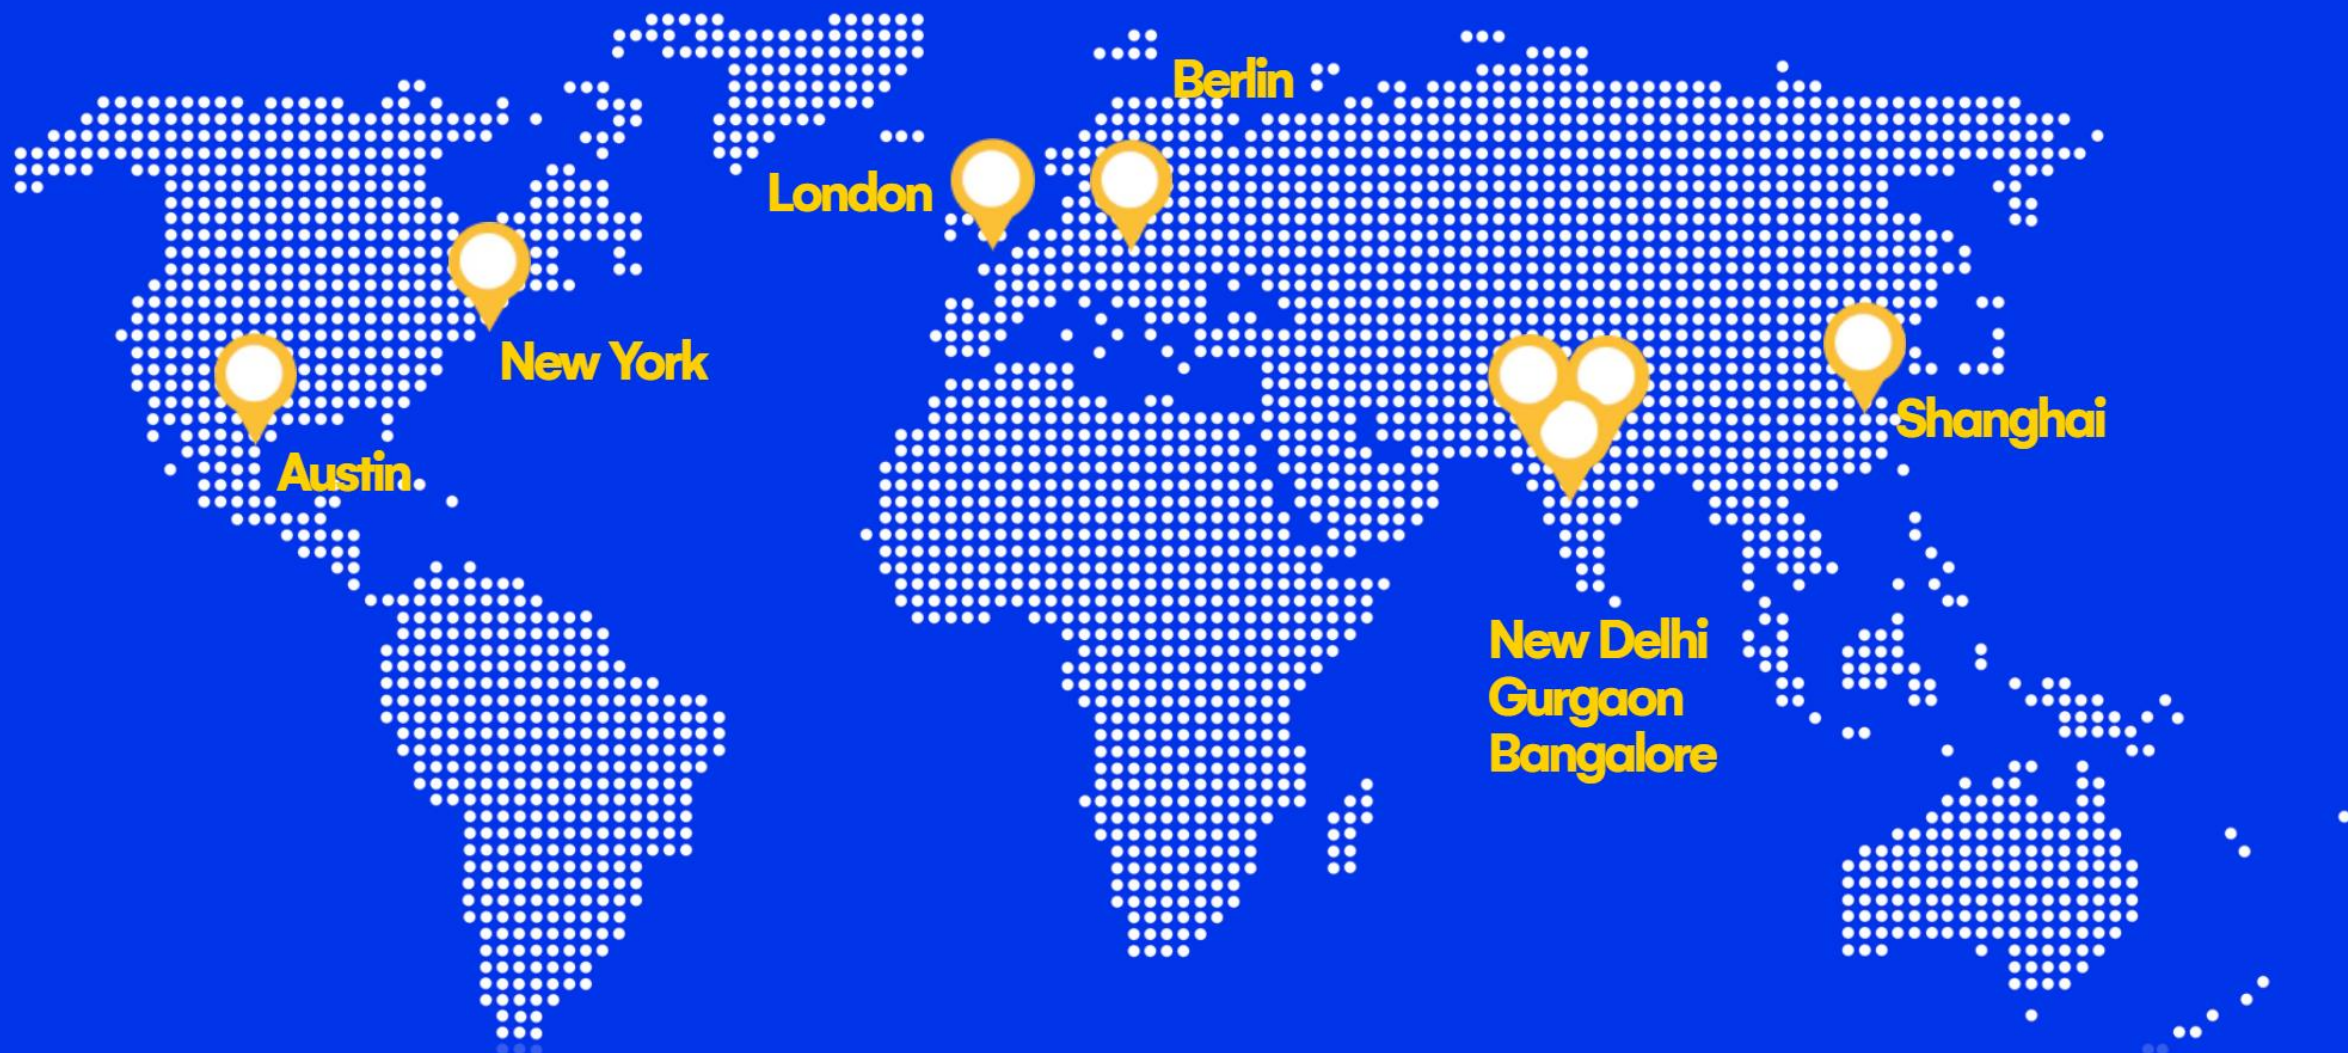 Berlin
London
New York
Austin
Shanghai
New Delhi
Gurgaon
Bangalore